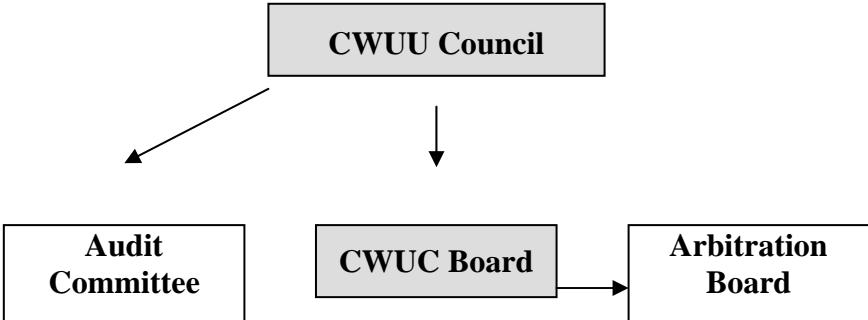 CWUU Council
Audit
Committee
CWUC Board
Arbitration
Board